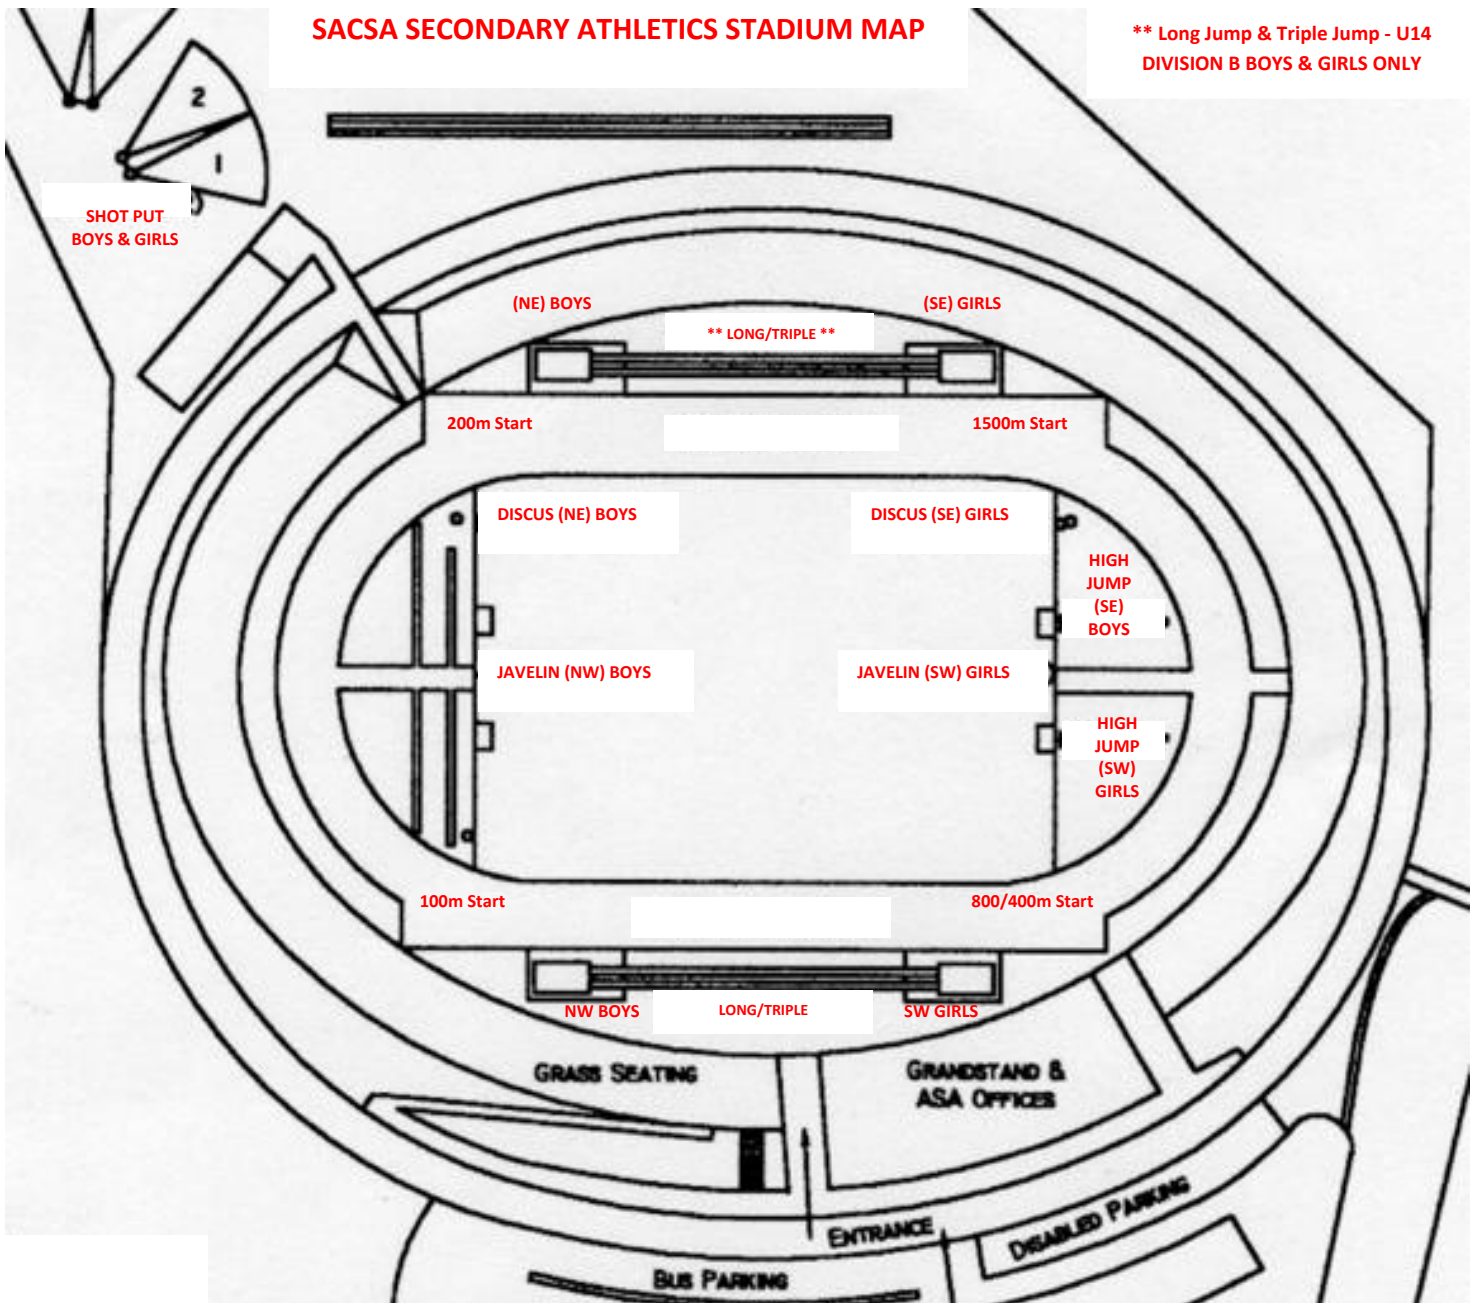 SACSA SECONDARY ATHLETICS STADIUM MAP
** Long Jump & Triple Jump - U14
DIVISION B BOYS & GIRLS ONLY
2
1
SHOT PUT
BOYS & GIRLS
(NE) BOYS
(SE) GIRLS
** LONG/TRIPLE **
200m Start
1500m Start
DISCUS (NE) BOYS
DISCUS (SE) GIRLS
HIGH
JUMP
(SE)
BOYS
JAVELIN (NW) BOYS
JAVELIN (SW) GIRLS
HIGH
JUMP
(SW)
GIRLS
100m Start
800/400m Start
NW BOYS
LONG/TRIPLE
SW GIRLS
GRASS SEATING
GRANDSTAND &
ASA OFFICES
ENTRANCE
DISABLED PARKING
BUS PARKING